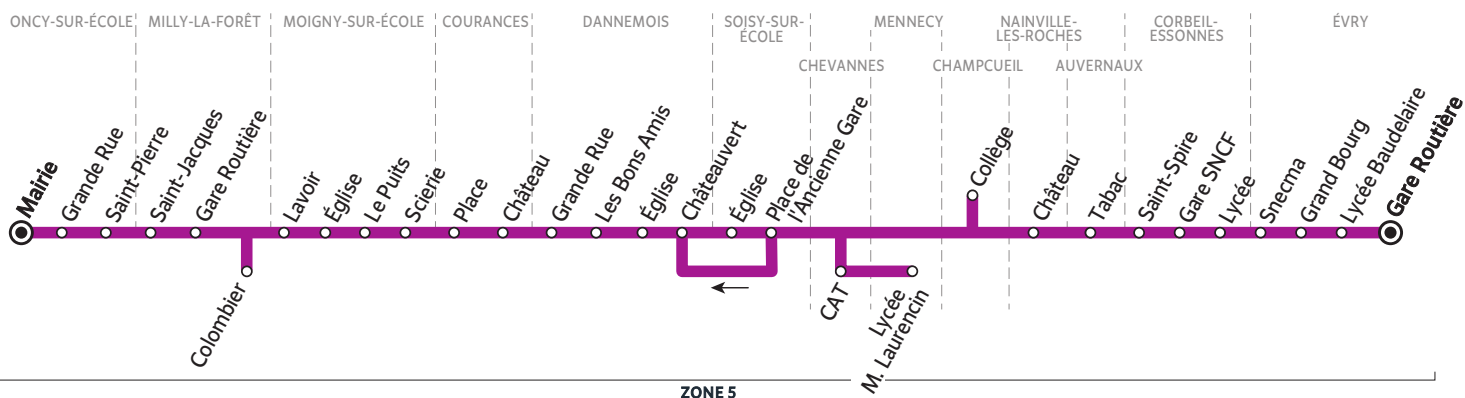 ONCY-SUR-ÉCOLE
MILLY-LA-FORÊT
MOIGNY-SUR-ÉCOLE
COURANCES
DANNEMOIS
SOISY-SUR-
ÉCOLE
CHEVANNES
MENNECY
CHAMPCUEIL
NAINVILLE-
LES-ROCHES
AUVERNAUX
CORBEIL-
ESSONNES
ÉVRY
Mairie
Grande Rue
Saint-Pierre
Saint-Jacques
Gare Routière
Colombier
Lavoir
Église
Le Puits
Scierie
Place
Château
Grande Rue
Les Bons Amis
Église
Châteauvert
Église
Place de
l'Ancienne Gare
CAT
Lycée
M. Laurencin
Collège
Château
Tabac
Saint-Spire
Gare SNCF
Lycée
Snecma
Grand Bourg
Lycée Baudelaire
Gare Routière
ZONE 5